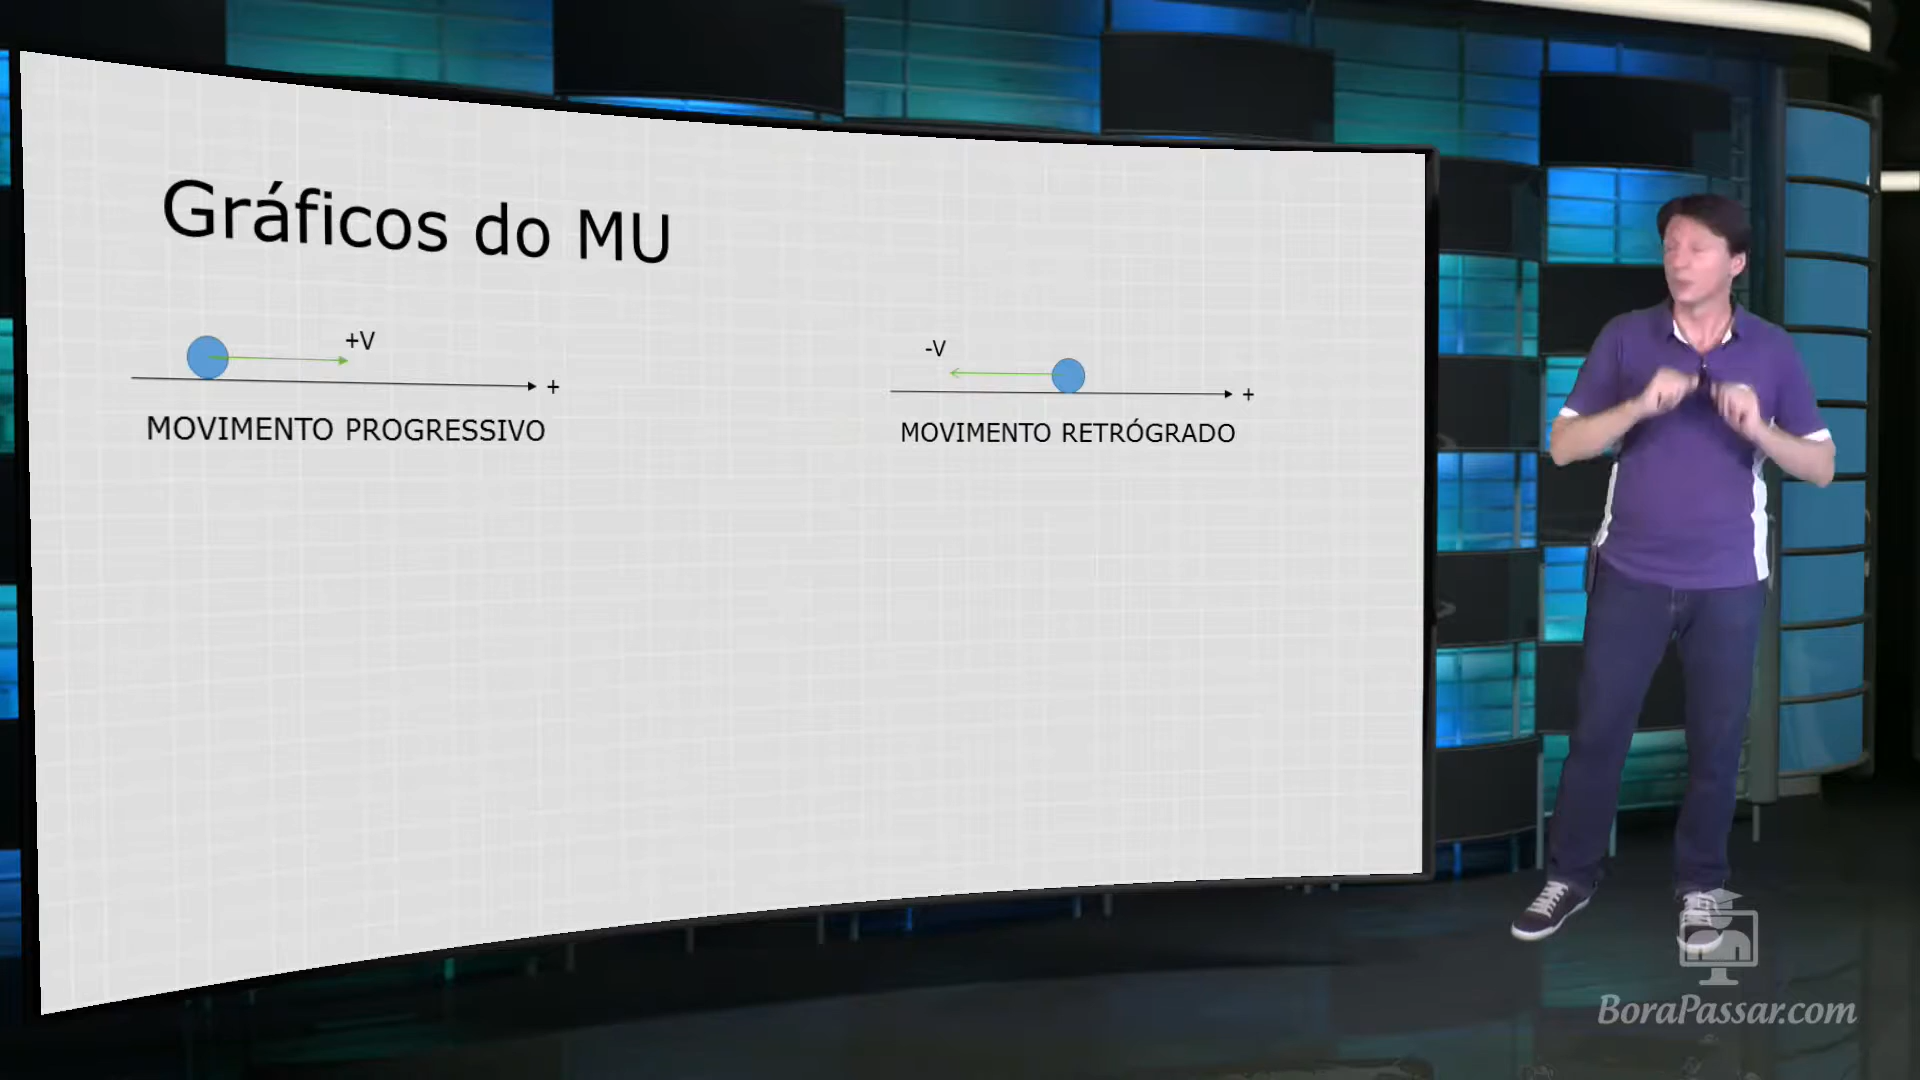 Gráficos do MU
+V
+
MOVIMENTO PROGRESSIVO
-V
+
MOVIMENTO RETRÓGRADO
BoraPassar.com